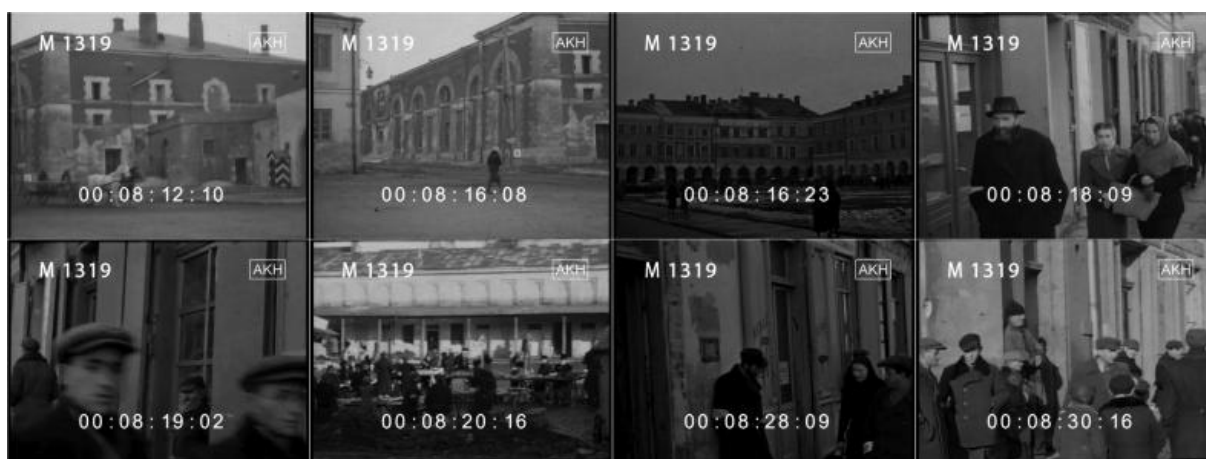 M 1319 AKH
00:08:12:10
M 1319 AKH
00:08:16:08
M 1319 AKH
00:08:16:23
M 1319 AKH
00:08:18:09
M 1319 AKH
00:08:19:02
M 1319 AKH
00:08:20:16
M 1319 AKH
00:08:28:09
M 1319 AKH
00:08:30:16